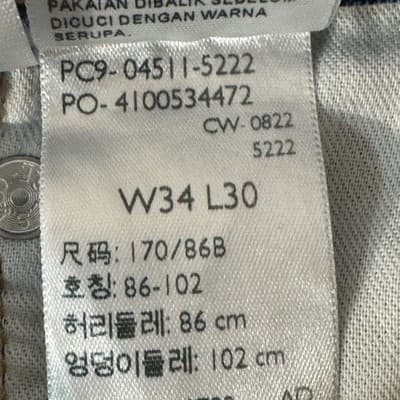 PAKAIAN DIBALIK SEBELUM
DICUCI DENGAN WARNA
SERUPA.
PC9- 04511-5222
PO- 4100534472
CW- 0822
5222
W34 L30
尺码: 170/86B
호칭: 86-102
허리둘레: 86 cm
엉덩이둘레: 102 cm